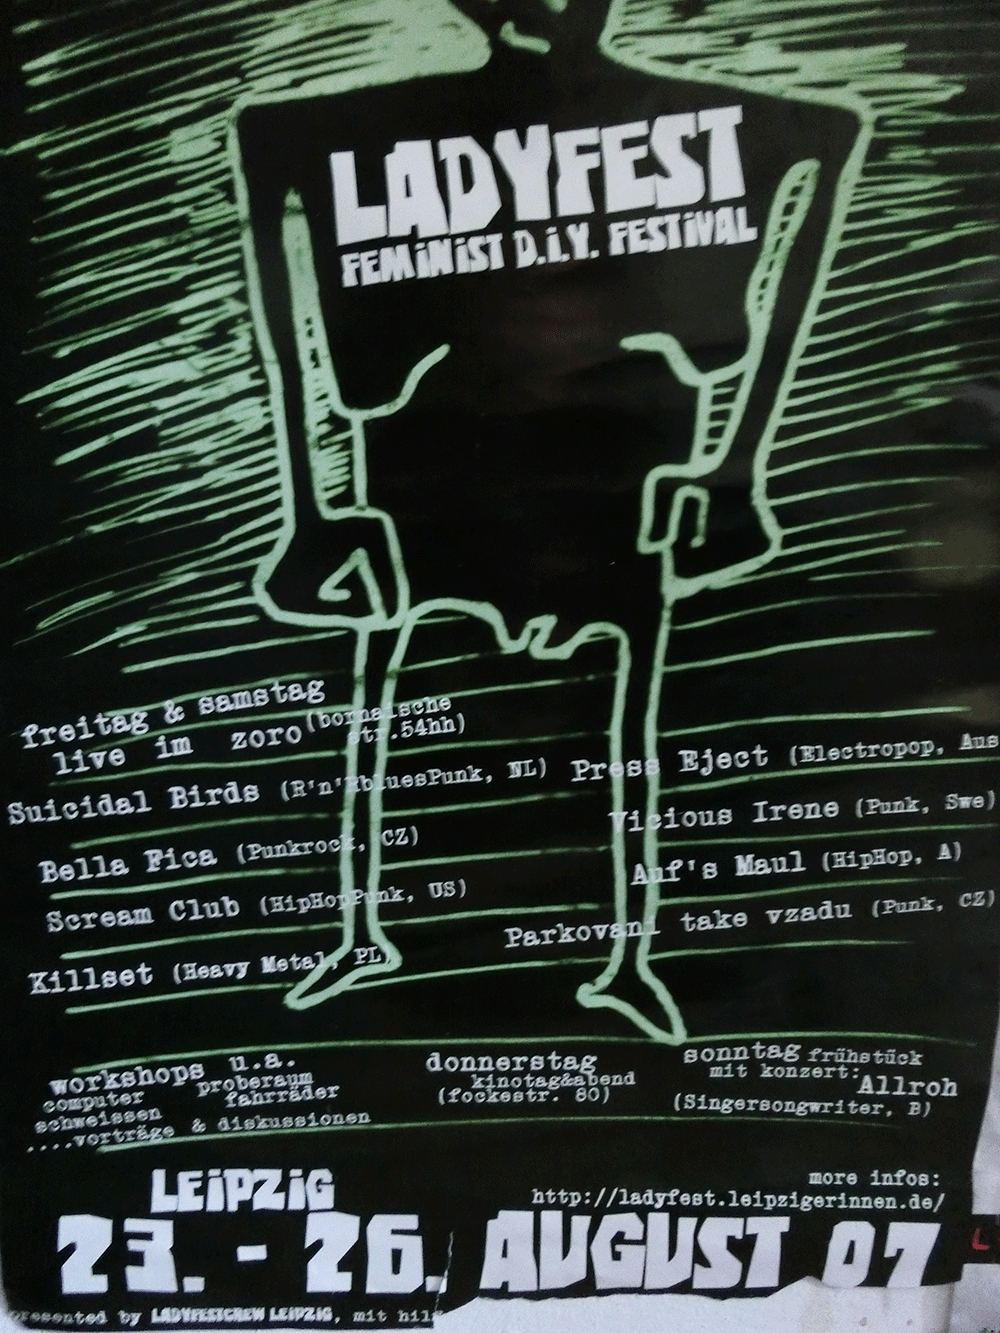 LADYFEST
FEMiNiST D.i.Y. FESTiVAL
freitag & samstag
live im zoro (bornaische
str.54hh)
Suicidal Birds (R'n'RbluesPunk, NL)
Press Eject (Electropop, Aus
Vicious Irene (Punk, Swe)
Bella Fica (Punkrock, CZ)
Auf's Maul (HipHop, A)
Scream Club (HipHopPunk, US)
Parkovani take vzadu (Punk, CZ)
Killset (Heavy Metal, PL)
workshops u.a.
computer proberaum
schweissen fahrräder
....vorträge & diskussionen
donnerstag
kinotag&abend
(fockestr. 80)
sonntag frühstück
mit konzert:
Allroh
(Singersongwriter, B)
more infos:
http://ladyfest.leipzigerinnen.de/
LEiPZiG
23. - 26. AUGUST 07
presented by LADYFESTCREW LEiPZiG, mit hil
L